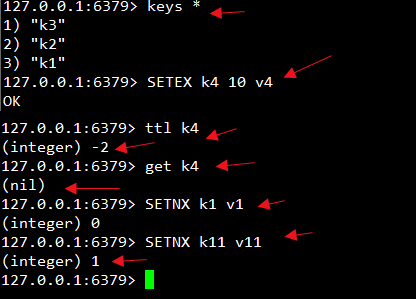 127.0.0.1:6379> keys *
1) "k3"
2) "k2"
3) "k1"
127.0.0.1:6379> SETEX k4 10 v4
OK
127.0.0.1:6379> ttl k4
(integer) -2
127.0.0.1:6379> get k4
(nil)
127.0.0.1:6379> SETNX k1 v1
(integer) 0
127.0.0.1:6379> SETNX k11 v11
(integer) 1
127.0.0.1:6379>